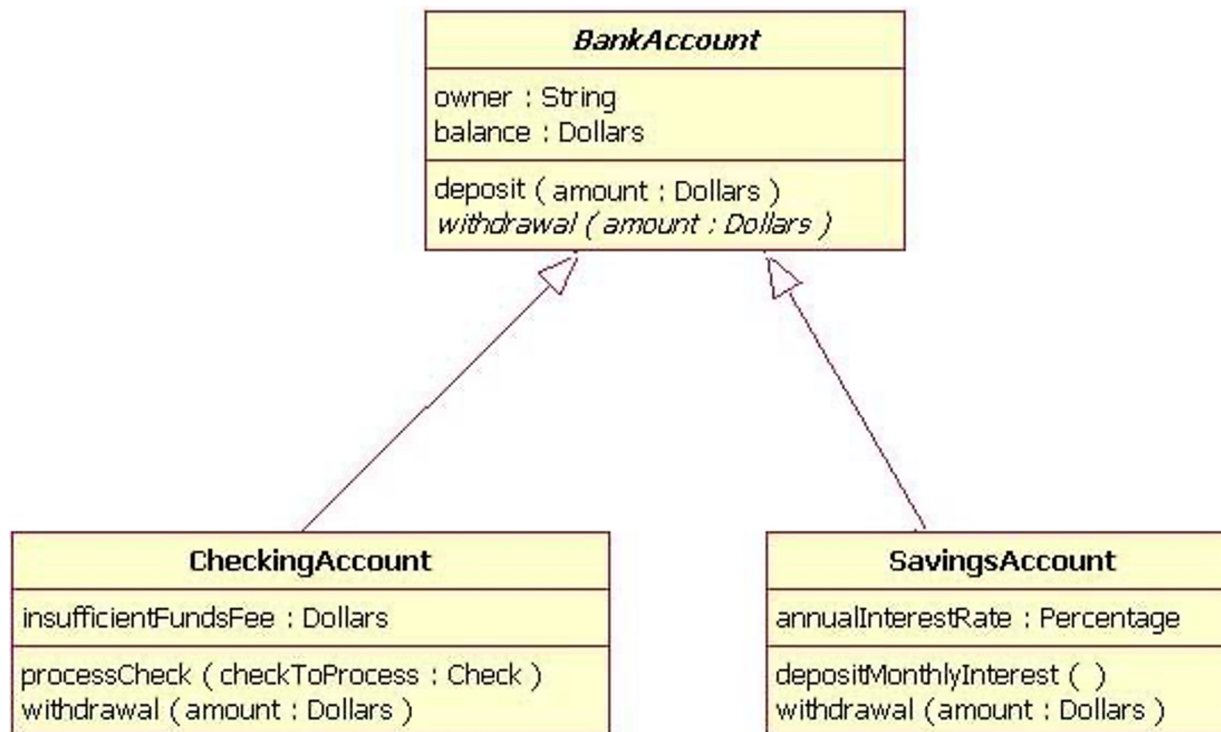 BankAccount
owner : String
balance : Dollars
deposit ( amount : Dollars )
withdrawal ( amount : Dollars )
CheckingAccount
insufficientFundsFee : Dollars
processCheck ( checkToProcess : Check )
withdrawal ( amount : Dollars )
SavingsAccount
annualInterestRate : Percentage
depositMonthlyInterest ( )
withdrawal ( amount : Dollars )